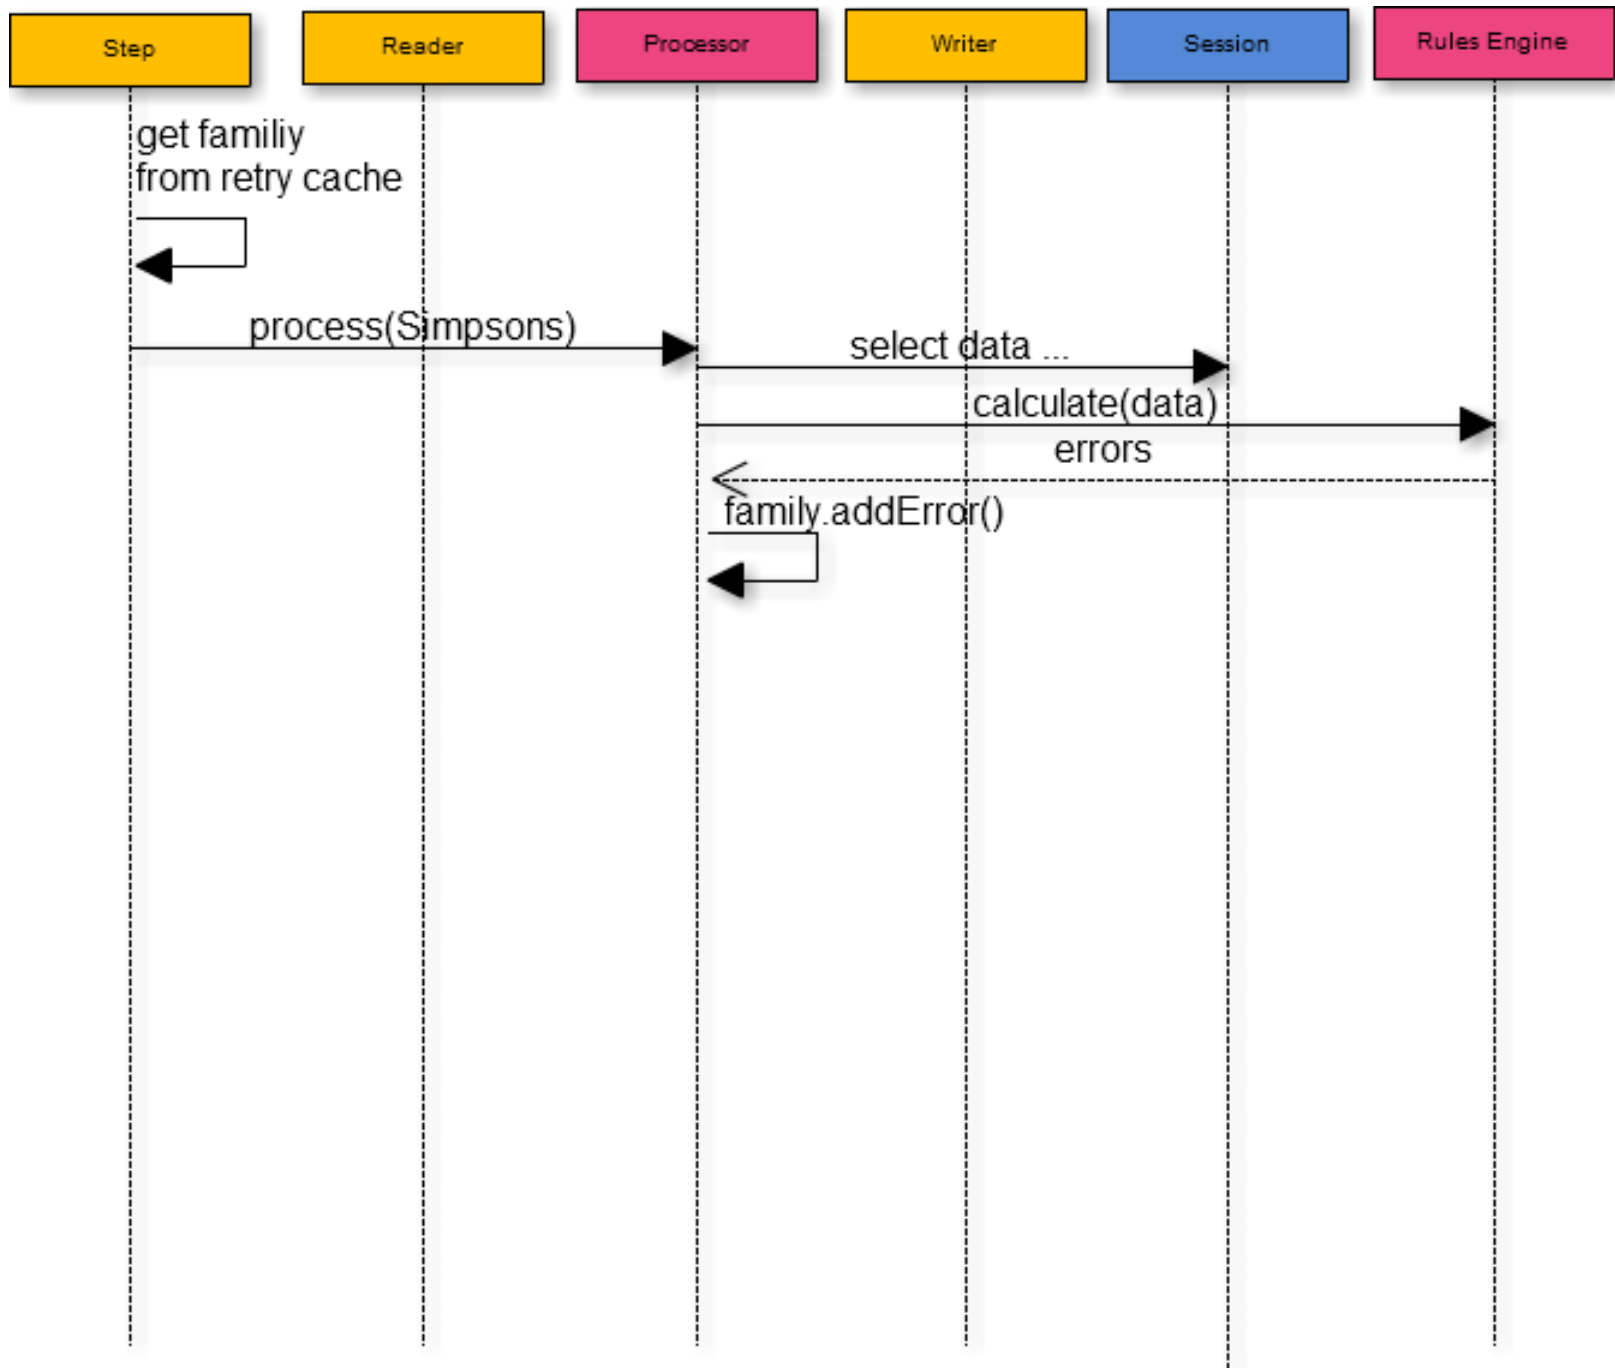 Step
Reader
Processor
Writer
Session
Rules Engine
get familiy
from retry cache
process(Simpsons)
select data ...
calculate(data)
errors
family.addError()